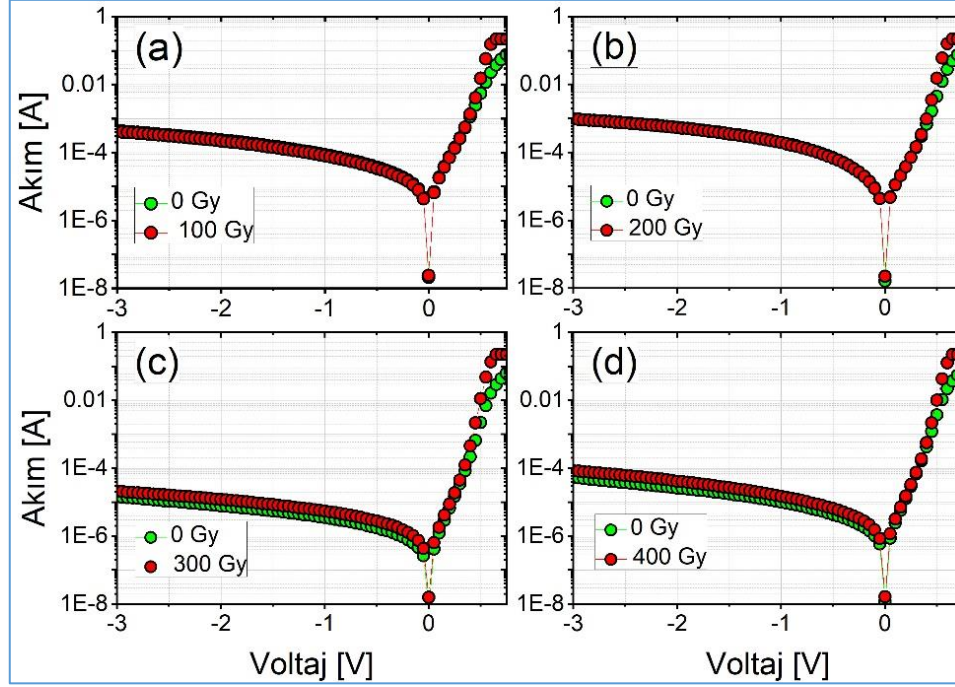 (a)
Akım [A]
1
0.01
1E-4
1E-6
1E-8
0 Gy
100 Gy
-3
-2
-1
0
(b)
1
0.01
1E-4
1E-6
1E-8
0 Gy
200 Gy
-3
-2
-1
0
(c)
Akım [A]
1
0.01
1E-4
1E-6
1E-8
0 Gy
300 Gy
-3
-2
-1
0
Voltaj [V]
(d)
1
0.01
1E-4
1E-6
1E-8
0 Gy
400 Gy
-3
-2
-1
0
Voltaj [V]